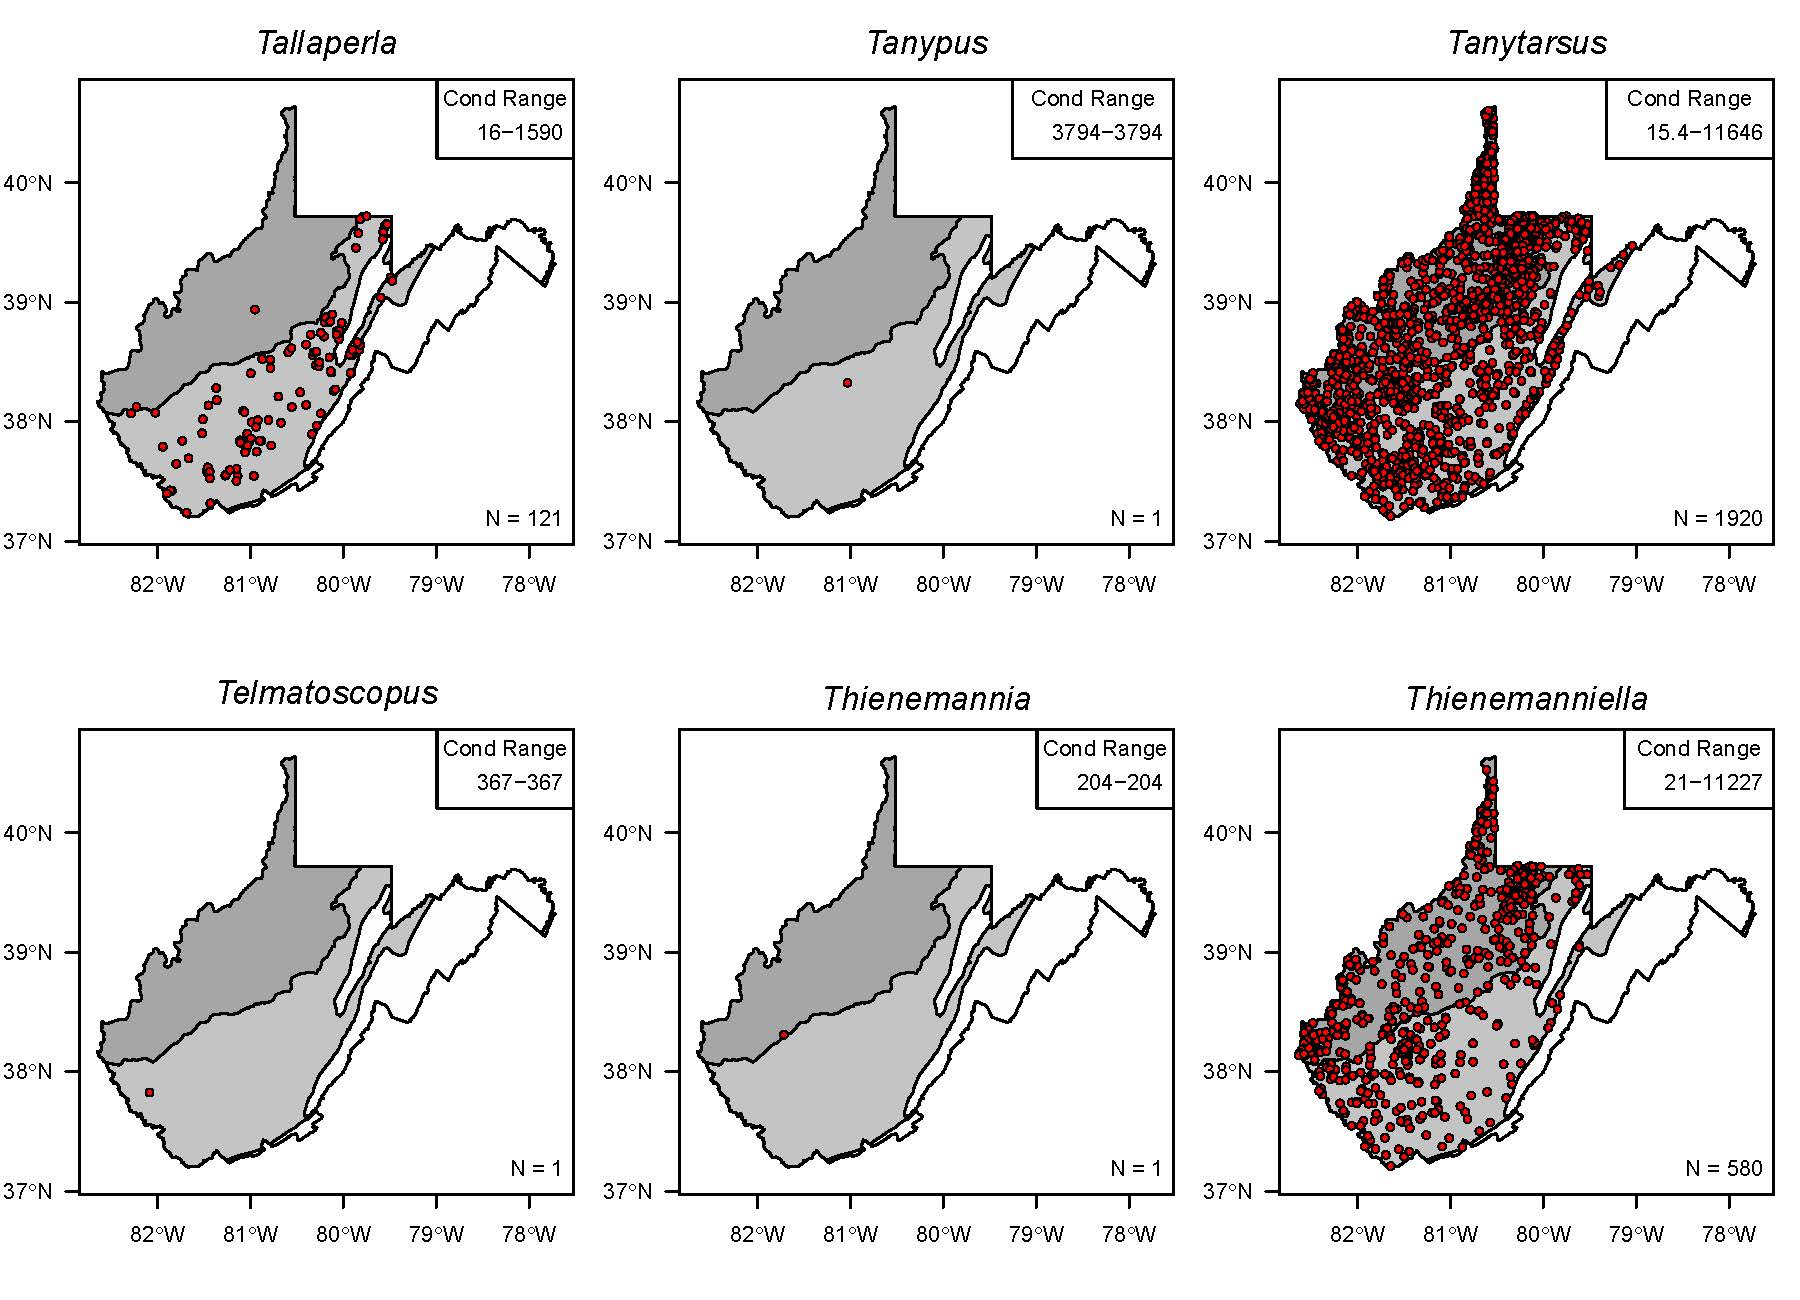 Tallaperla
Cond Range
16−1590
40°N
39°N
38°N
37°N
N = 121
82°W 81°W 80°W 79°W 78°W
Tanypus
Cond Range
3794−3794
40°N
39°N
38°N
37°N
N = 1
82°W 81°W 80°W 79°W 78°W
Tanytarsus
Cond Range
15.4−11646
40°N
39°N
38°N
37°N
N = 1920
82°W 81°W 80°W 79°W 78°W
Telmatoscopus
Cond Range
367−367
40°N
39°N
38°N
37°N
N = 1
82°W 81°W 80°W 79°W 78°W
Thienemannia
Cond Range
204−204
40°N
39°N
38°N
37°N
N = 1
82°W 81°W 80°W 79°W 78°W
Thienemanniella
Cond Range
21−11227
40°N
39°N
38°N
37°N
N = 580
82°W 81°W 80°W 79°W 78°W